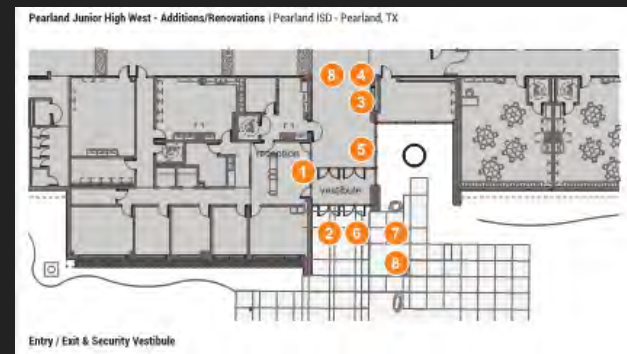 Pearland Junior High West - Additions/Renovations | Pearland ISD - Pearland, TX
8 4
3
5
reception
1
vestibule
2 6 7
8
Entry / Exit & Security Vestibule